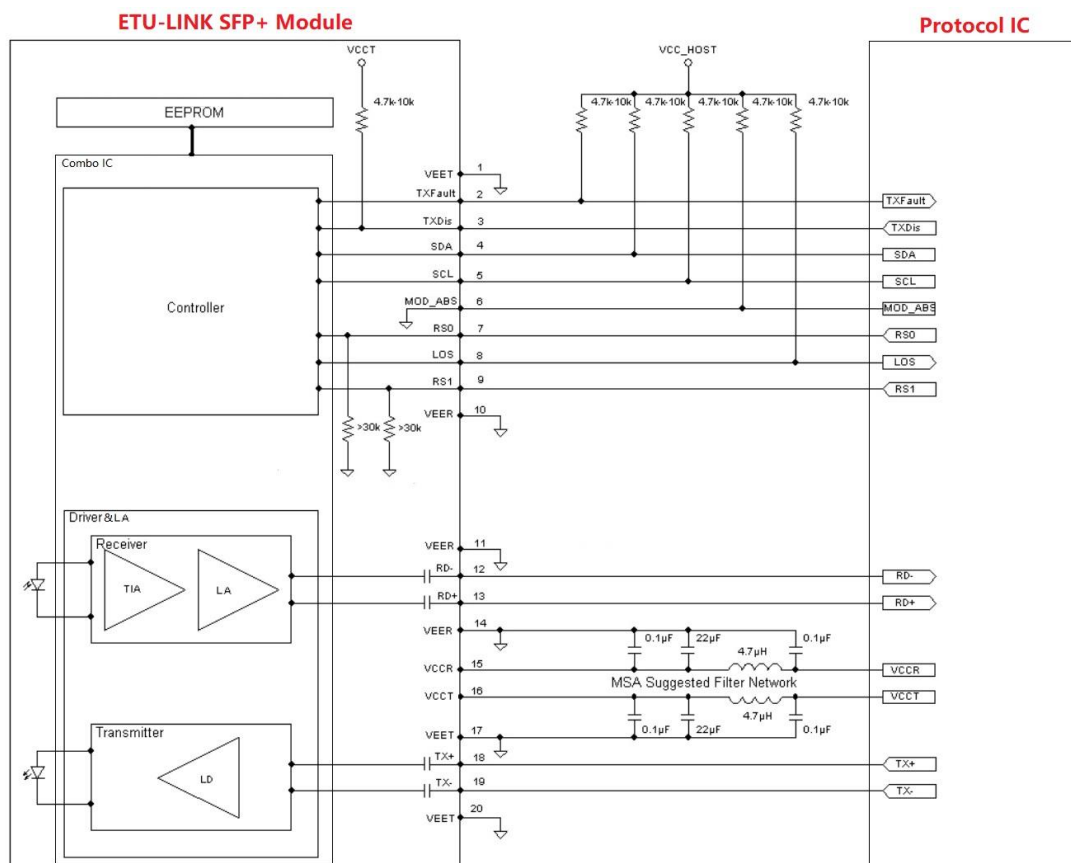 ETU-LINK SFP+ Module
Protocol IC
VCCT
VCC_HOST
4.7k-10k
4.7k-10k
4.7k-10k
4.7k-10k
4.7k-10k
4.7k-10k
EEPROM
Combo IC
Controller
VEET 1
TXFault 2 TXFault
TXDis 3 TXDis
SDA 4 SDA
SCL 5 SCL
MOD_ABS 6 MOD_ABS
RS0 7 RS0
LOS 8 LOS
RS1 9 RS1
VEER 10
>30k >30k
Driver&LA
Receiver
TIA
LA
VEER 11
RD- 12 RD-
RD+ 13 RD+
VEER 14
0.1µF 22µF 0.1µF
4.7µH
VCCR 15 VCCR
MSA Suggested Filter Network
VCCT 16 VCCT
4.7µH
0.1µF 22µF 0.1µF
VEET 17
Transmitter
LD
TX+ 18 TX+
TX- 19 TX-
VEET 20